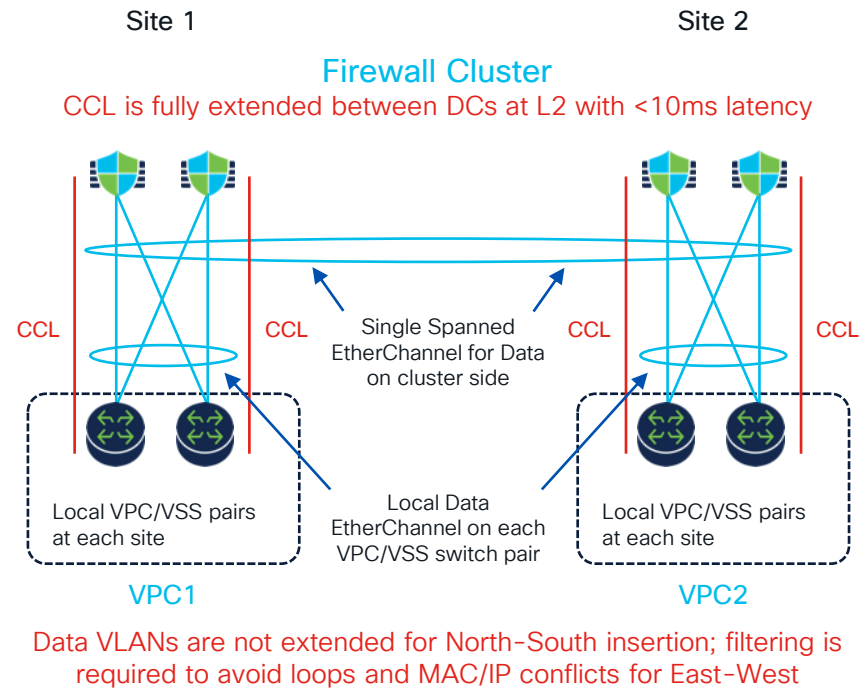 Site 1
Site 2
Firewall Cluster
CCL is fully extended between DCs at L2 with <10ms latency
CCL
CCL
Single Spanned
EtherChannel for Data
on cluster side
CCL
CCL
Local VPC/VSS pairs
at each site
Local Data
EtherChannel on each
VPC/VSS switch pair
Local VPC/VSS pairs
at each site
VPC1
VPC2
Data VLANs are not extended for North-South insertion; filtering is
required to avoid loops and MAC/IP conflicts for East-West